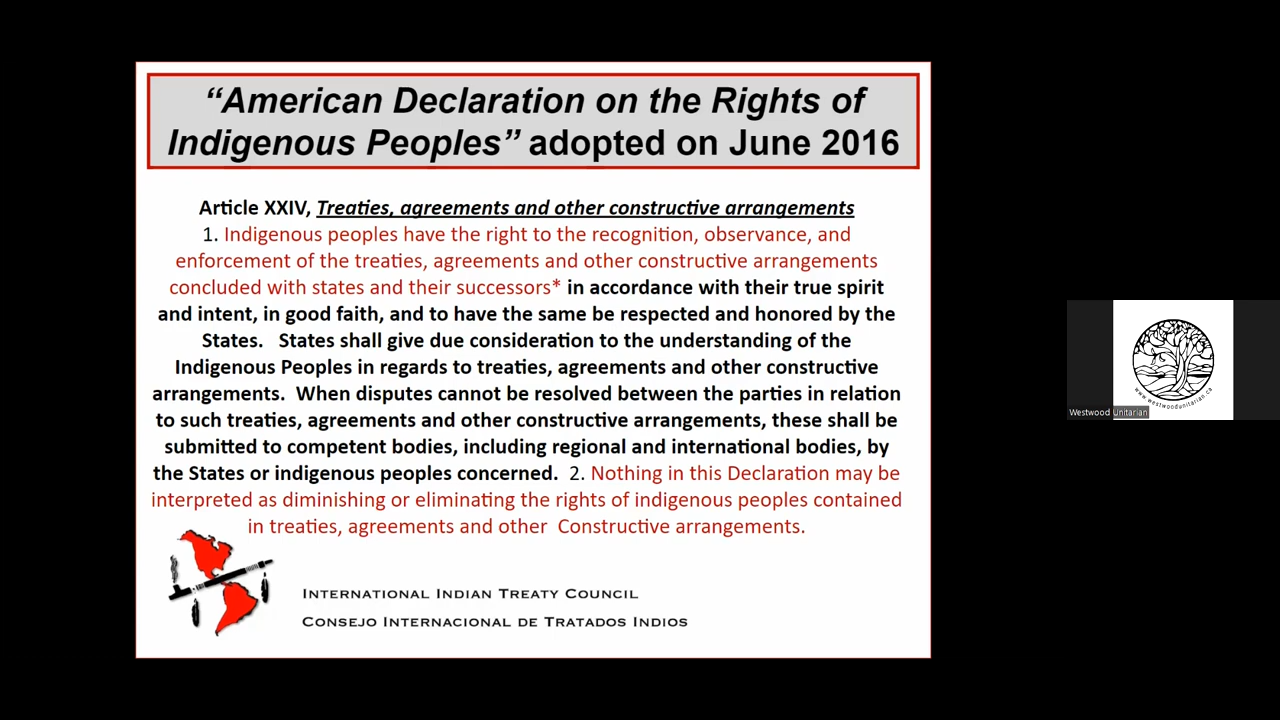 “American Declaration on the Rights of
Indigenous Peoples” adopted on June 2016
Article XXIV, Treaties, agreements and other constructive arrangements
1. Indigenous peoples have the right to the recognition, observance, and
enforcement of the treaties, agreements and other constructive arrangements
concluded with states and their successors* in accordance with their true spirit
and intent, in good faith, and to have the same be respected and honored by the
States. States shall give due consideration to the understanding of the
Indigenous Peoples in regards to treaties, agreements and other constructive
arrangements. When disputes cannot be resolved between the parties in relation
to such treaties, agreements and other constructive arrangements, these shall be
submitted to competent bodies, including regional and international bodies, by
the States or indigenous peoples concerned. 2. Nothing in this Declaration may be
interpreted as diminishing or eliminating the rights of indigenous peoples contained
in treaties, agreements and other Constructive arrangements.
International Indian Treaty Council
Consejo Internacional de Tratados Indios
www.westwoodunitarian.ca
Westwood Unitarian